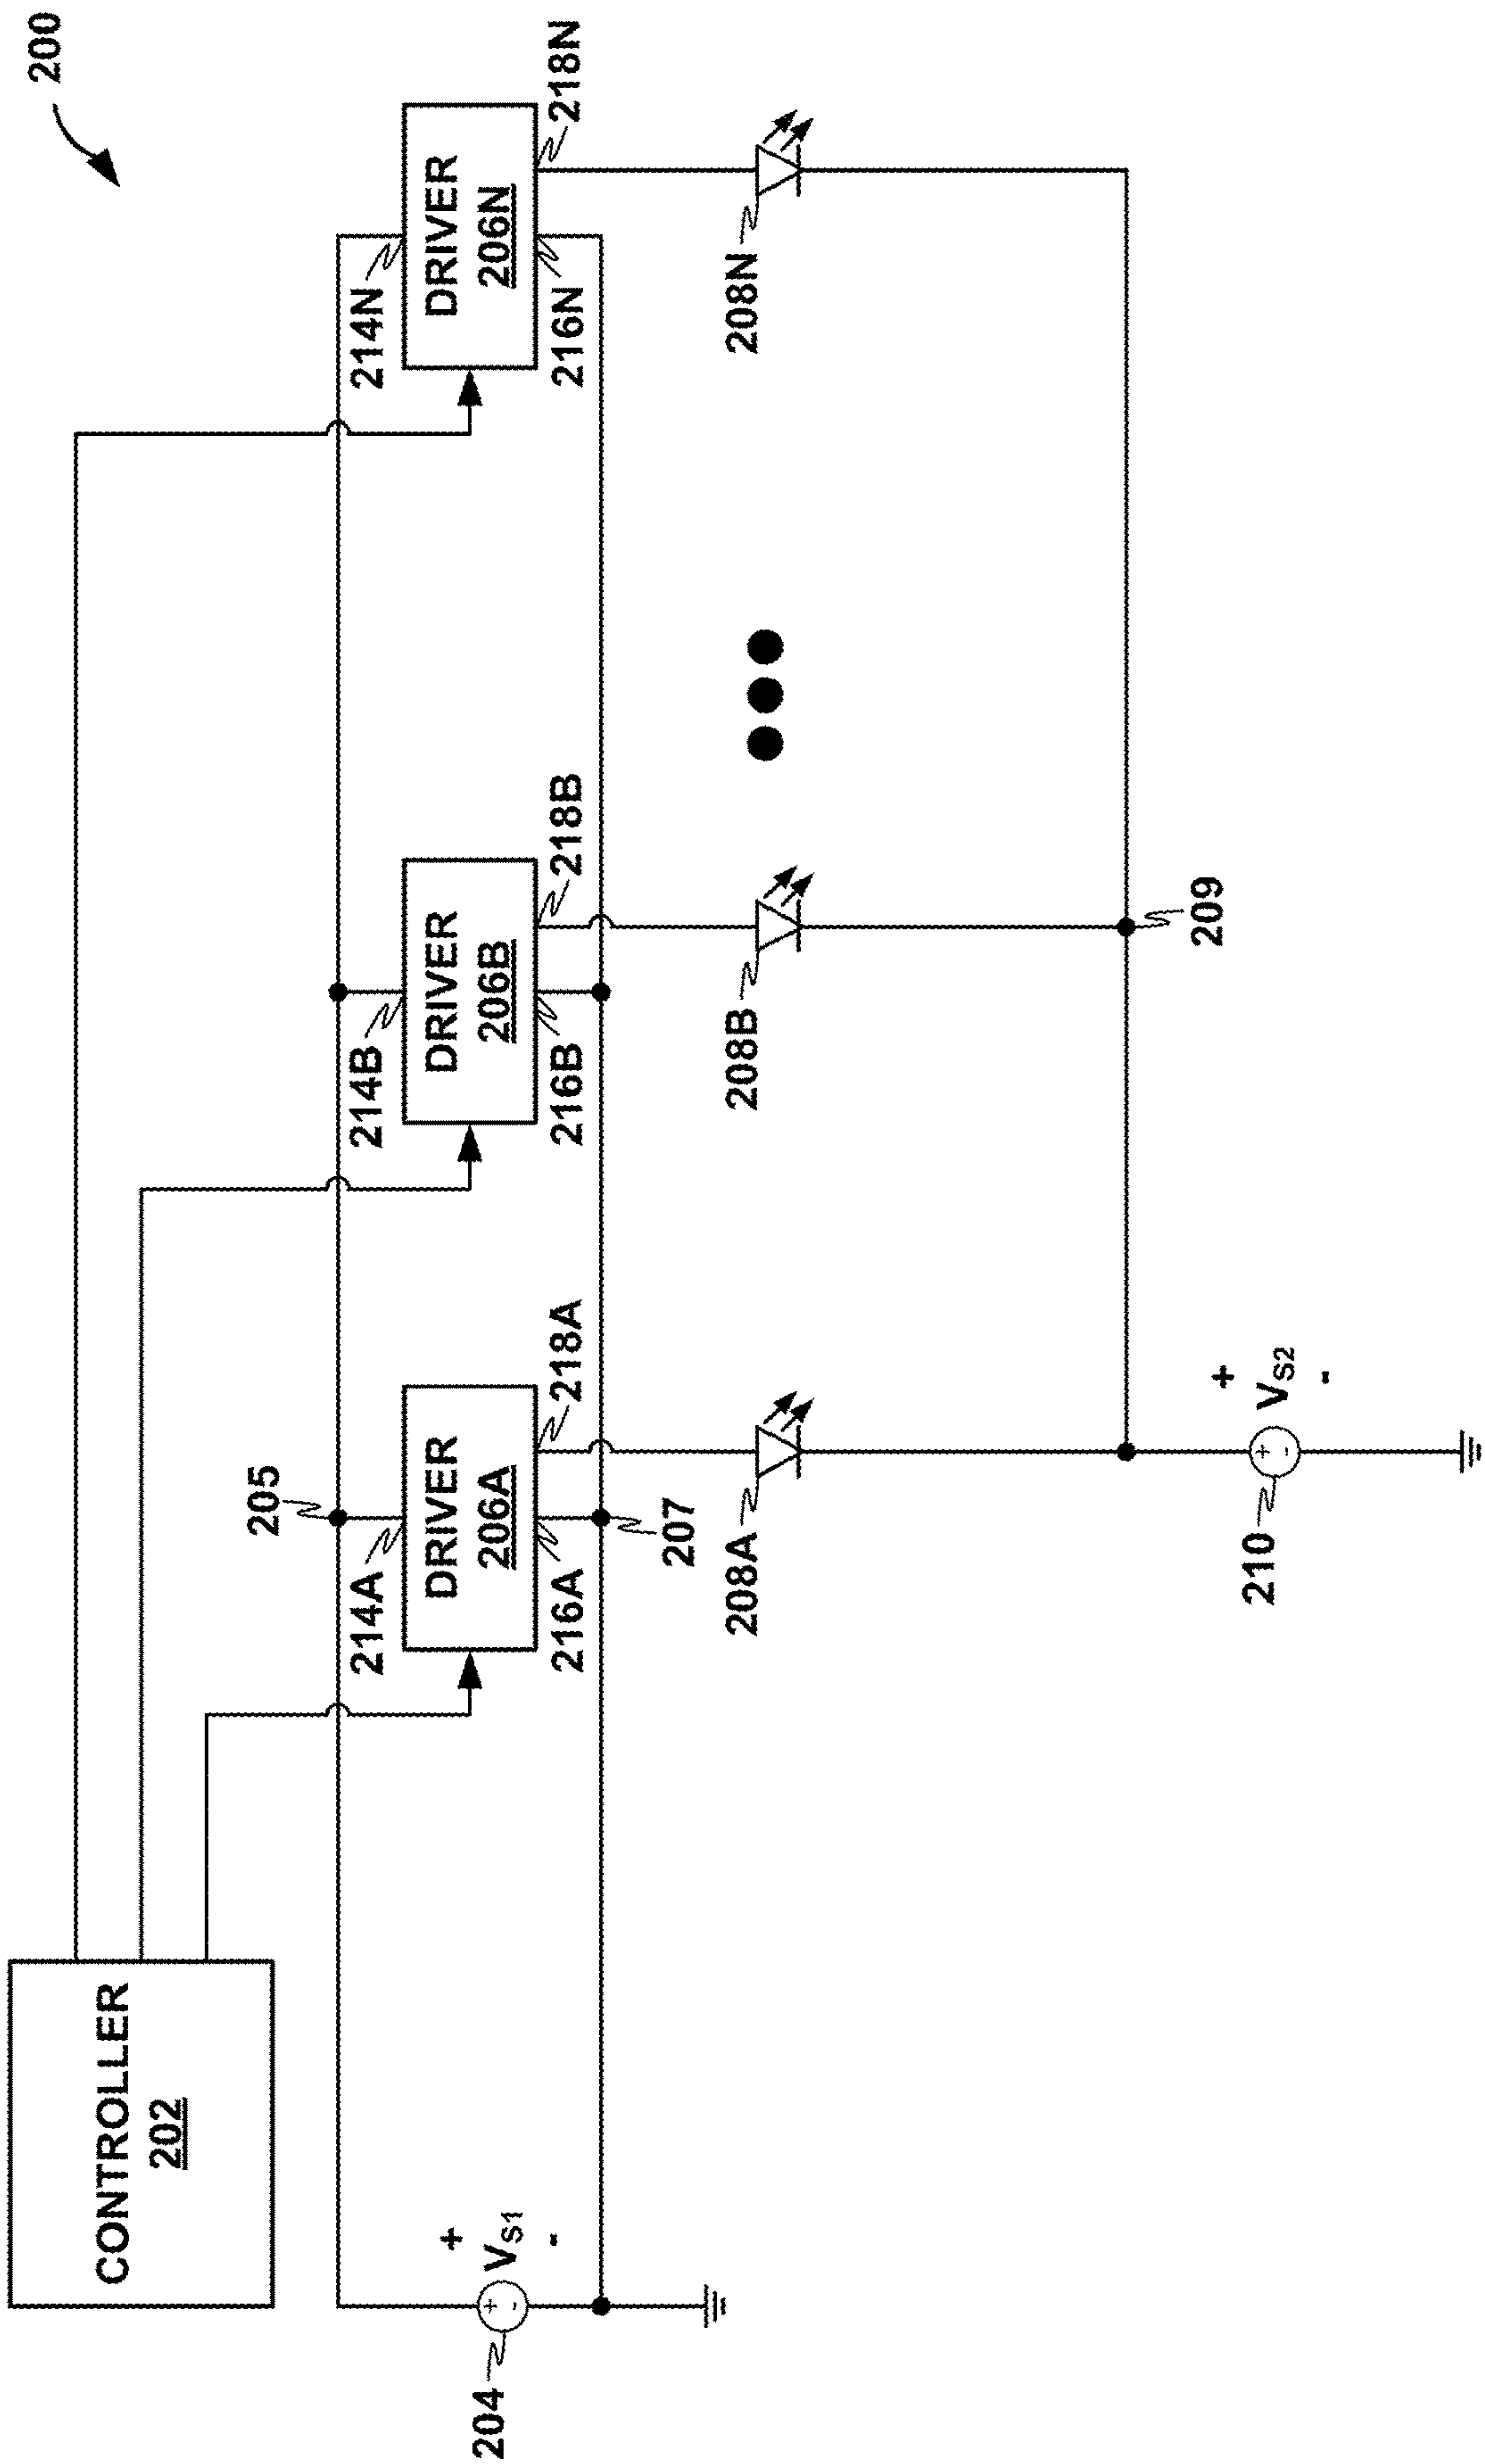 200
CONTROLLER
202
205
214A
214B
214N
DRIVER
206A
DRIVER
206B
DRIVER
206N
204
+
-
+
VS1
-
216A
218A
216B
218B
216N
218N
207
208A
208B
208N
209
210
+
-
+
VS2
-